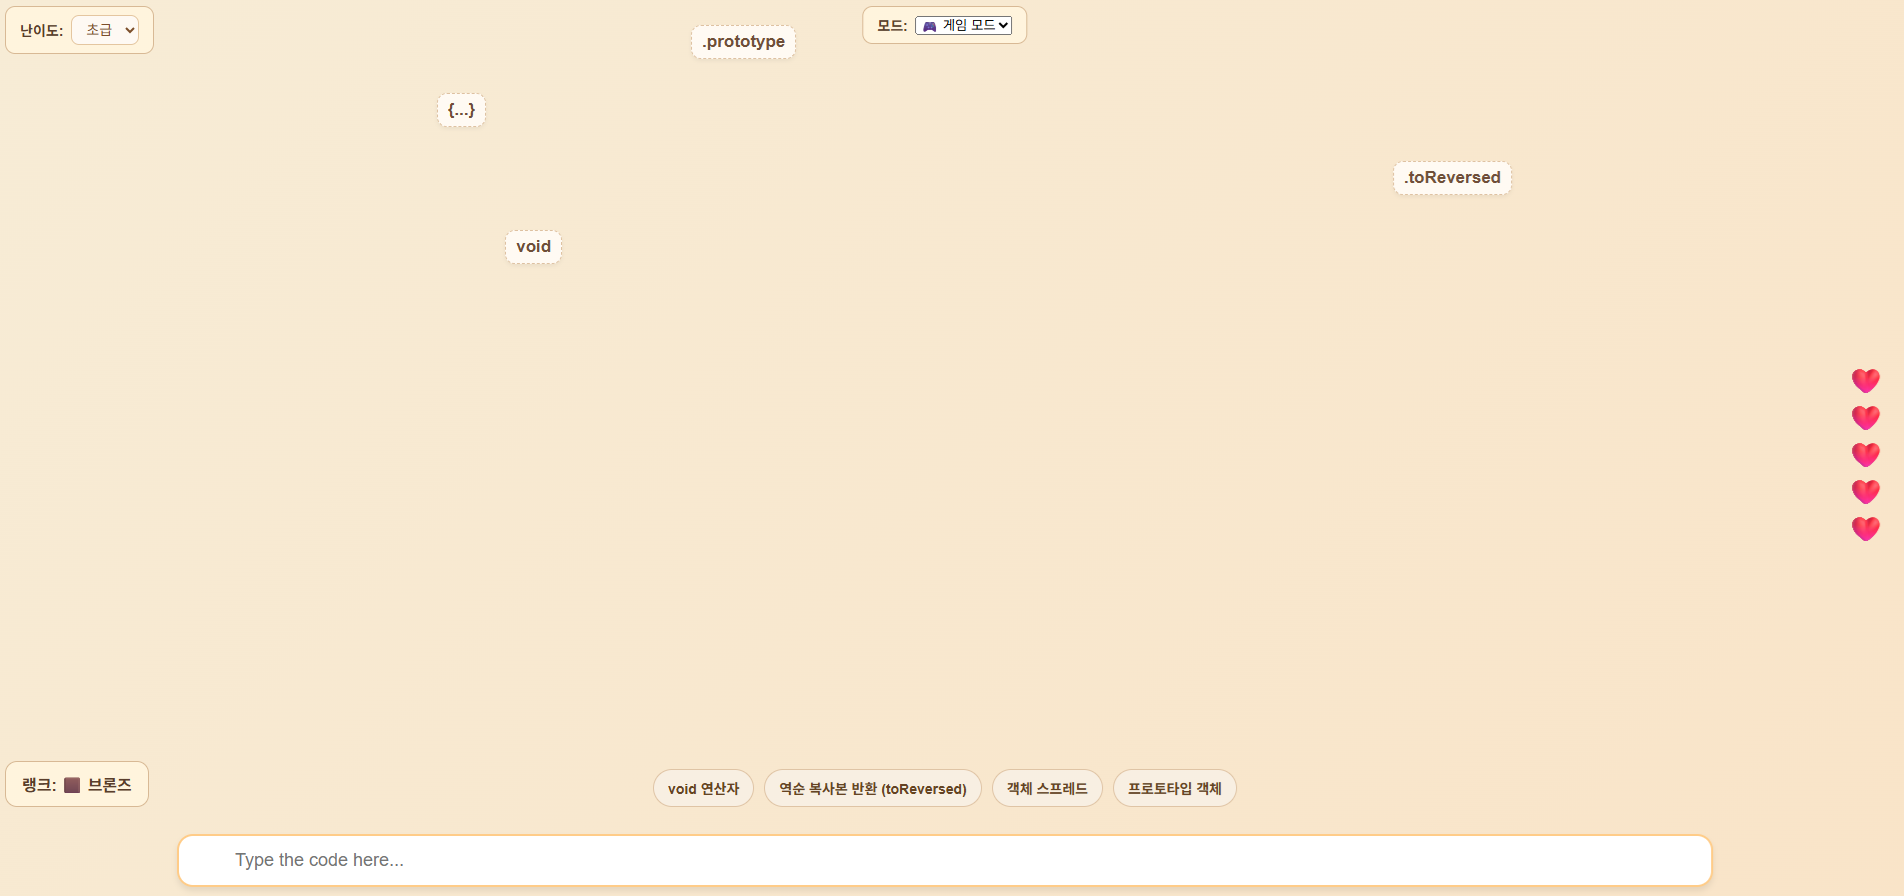 난이도: 초급
모드: 🎮 게임 모드
.prototype
{...}
.toReversed
void
랭크: 🟫 브론즈
void 연산자
역순 복사본 반환 (toReversed)
객체 스프레드
프로토타입 객체
Type the code here...